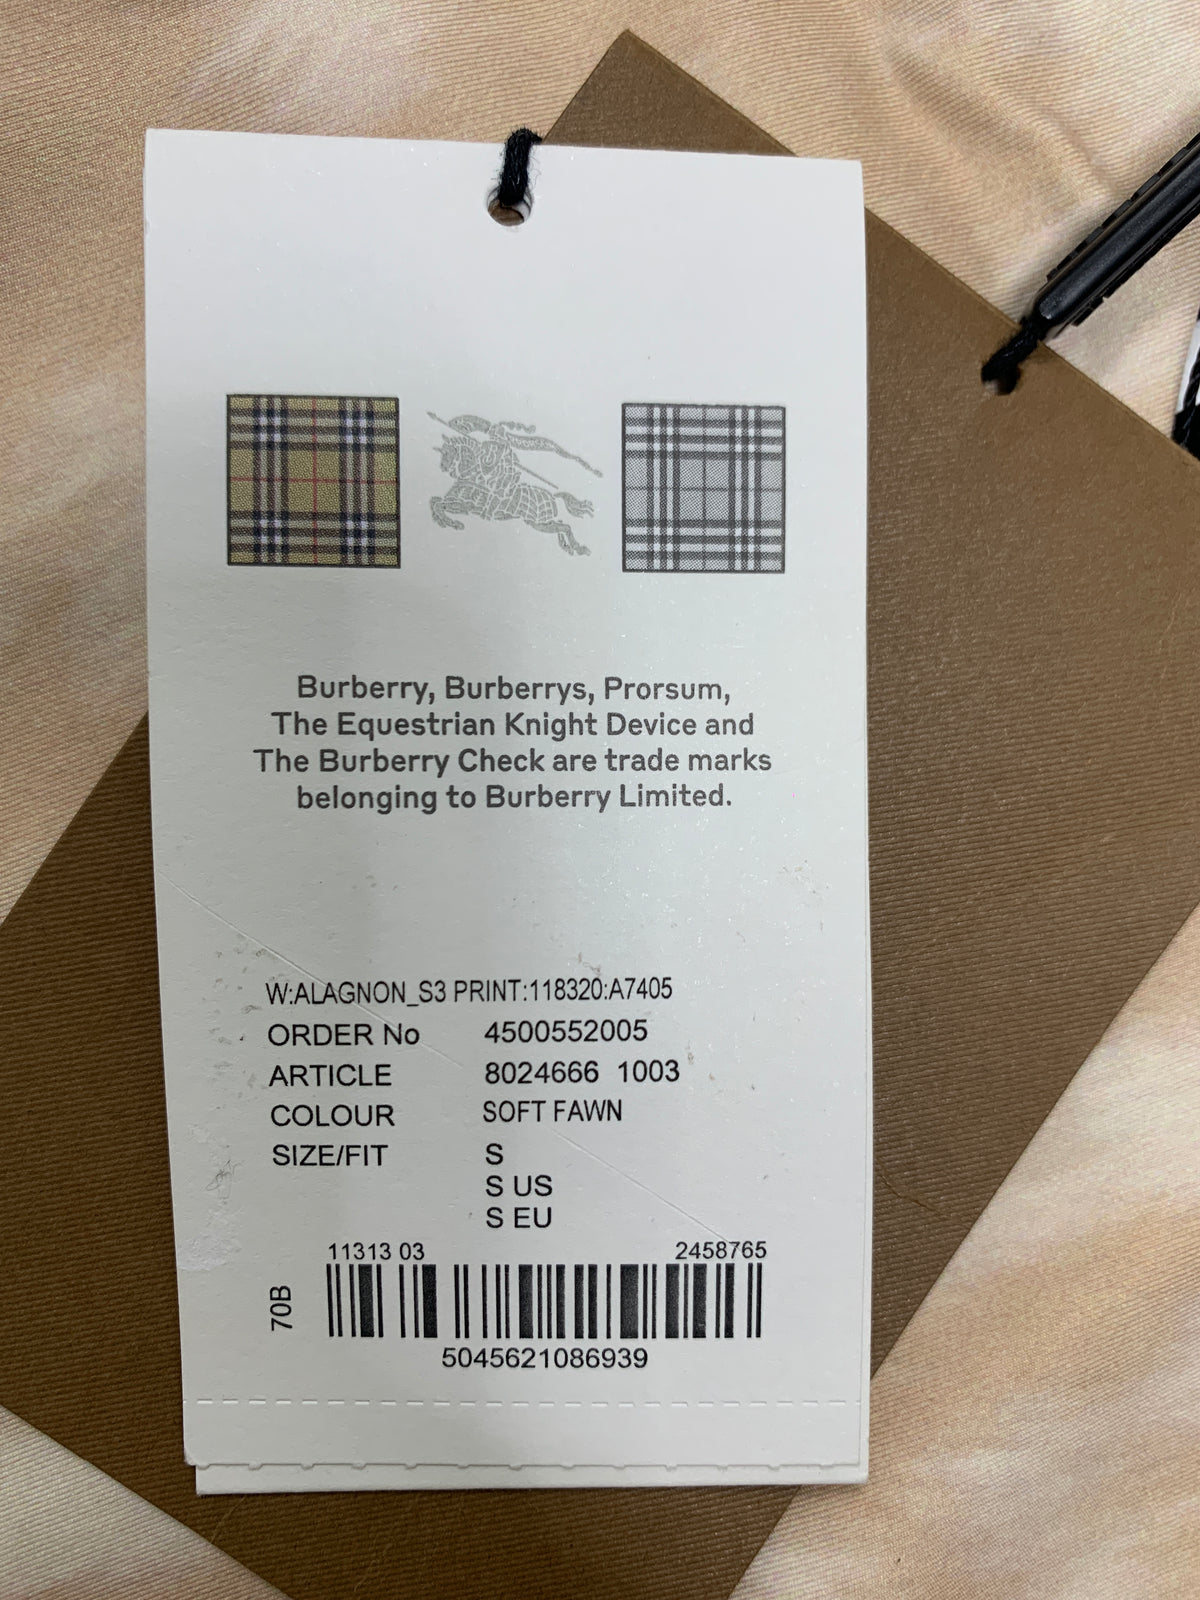 Burberry, Burberrys, Prorsum,
The Equestrian Knight Device and
The Burberry Check are trade marks
belonging to Burberry Limited.
W:ALAGNON_S3 PRINT:118320:A7405
ORDER No 4500552005
ARTICLE 8024666 1003
COLOUR SOFT FAWN
SIZE/FIT S
S US
S EU
11313 03 2458765
70B
5045621086939